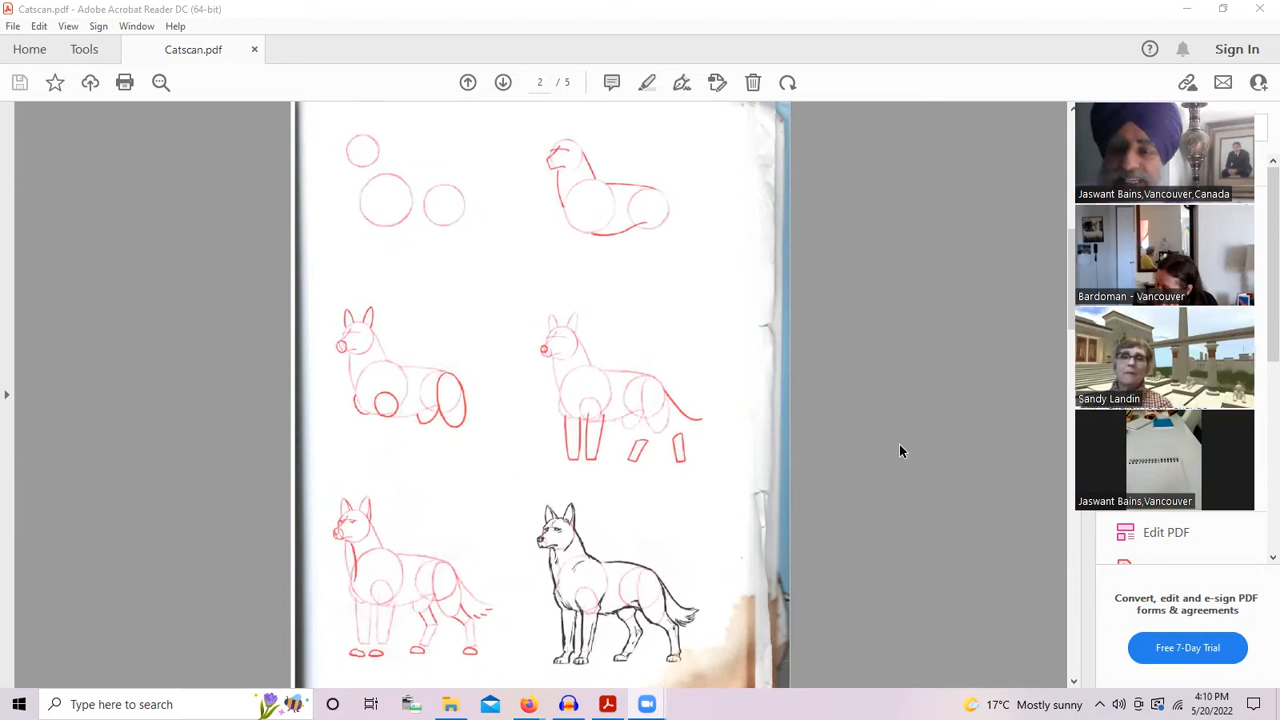 Catscan.pdf - Adobe Acrobat Reader DC (64-bit)
File Edit View Sign Window Help
Home Tools Catscan.pdf × Sign In
2 / 5
Jaswant Bains,Vancouver,Canada
Bardoman - Vancouver
Sandy Landin
Jaswant Bains,Vancouver
Edit PDF
Convert, edit and e-sign PDF
forms & agreements
Free 7-Day Trial
Type here to search
17°C Mostly sunny
4:10 PM
5/20/2022